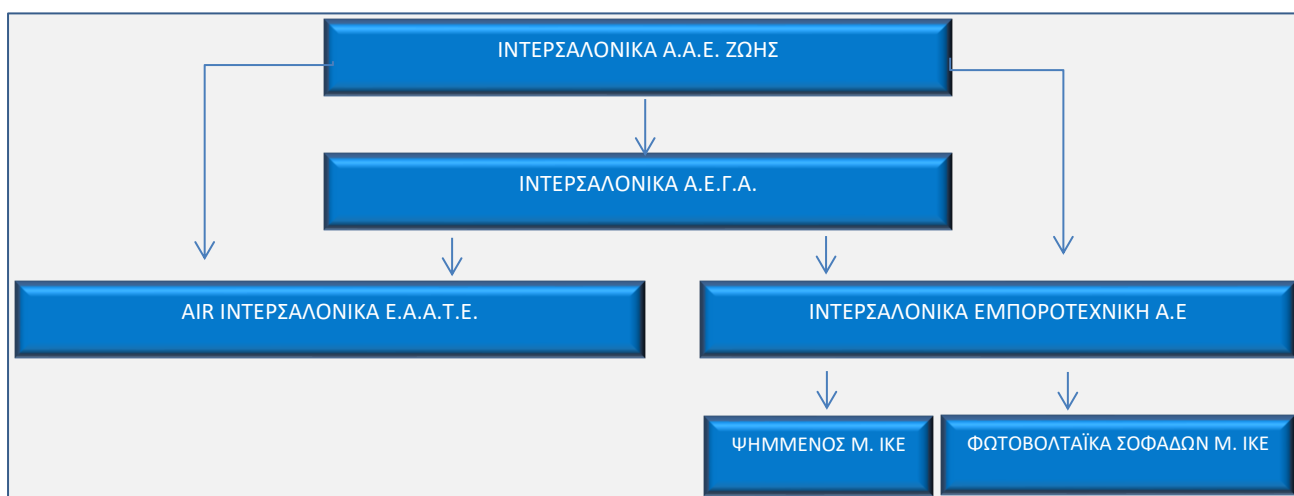 ΙΝΤΕΡΣΑΛΟΝΙΚΑ Α.Α.Ε. ΖΩΗΣ
ΙΝΤΕΡΣΑΛΟΝΙΚΑ Α.Ε.Γ.Α.
AIR ΙΝΤΕΡΣΑΛΟΝΙΚΑ Ε.Α.Α.Τ.Ε.
ΙΝΤΕΡΣΑΛΟΝΙΚΑ ΕΜΠΟΡΟΤΕΧΝΙΚΗ Α.Ε
ΨΗΜΜΕΝΟΣ Μ. ΙΚΕ
ΦΩΤΟΒΟΛΤΑΪΚΑ ΣΟΦΑΔΩΝ Μ. ΙΚΕ